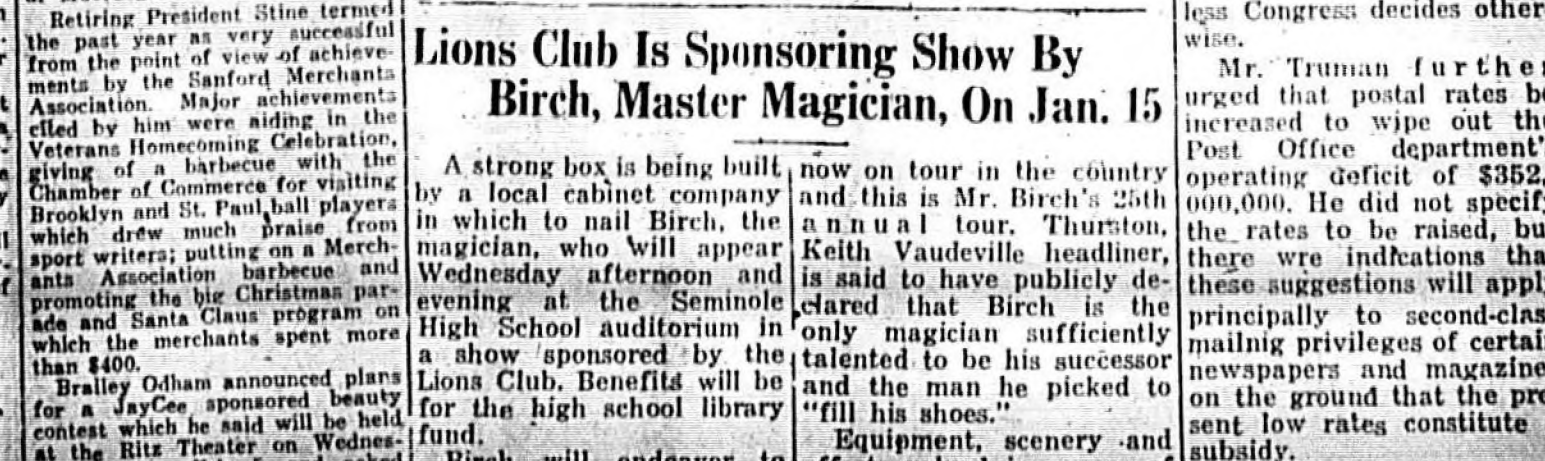 Retiring President Stine termed
the past year as very successful
from the point of view of achieve-
ments by the Sanford Merchants
Association. Major achievements
cited by him were aiding in the
Veterans Homecoming Celebration,
giving of a barbecue with the
Chamber of Commerce for visiting
Brooklyn and St. Paul ball players
which drew much praise from
sport writers; putting on a Merch-
ants Association barbecue and
promoting the big Christmas par-
ade and Santa Claus program on
which the merchants spent more
than $400.
Bralley Odham announced plans
for a JayCee sponsored beauty
contest which he said will be held
at the Ritz Theater on Wednes-
Lions Club Is Sponsoring Show By
Birch, Master Magician, On Jan. 15
A strong box is being built
by a local cabinet company
in which to nail Birch, the
magician, who will appear
Wednesday afternoon and
evening at the Seminole
High School auditorium in
a show sponsored by the
Lions Club. Benefits will be
for the high school library
fund.
Birch will endeavor to
now on tour in the country
and this is Mr. Birch's 25th
annual tour. Thurston,
Keith Vaudeville headliner,
is said to have publicly de-
clared that Birch is the
only magician sufficiently
talented to be his successor
and the man he picked to
"fill his shoes."
Equipment, scenery and
less Congress decides other
wise.
Mr. Truman further
urged that postal rates be
increased to wipe out the
Post Office department'
operating deficit of $352,
000,000. He did not specif
the rates to be raised, bu
there wre indications tha
these suggestions will appl
principally to second-clas
mailnig privileges of certai
newspapers and magazine
on the ground that the pre
sent low rates constitute
subsidy.